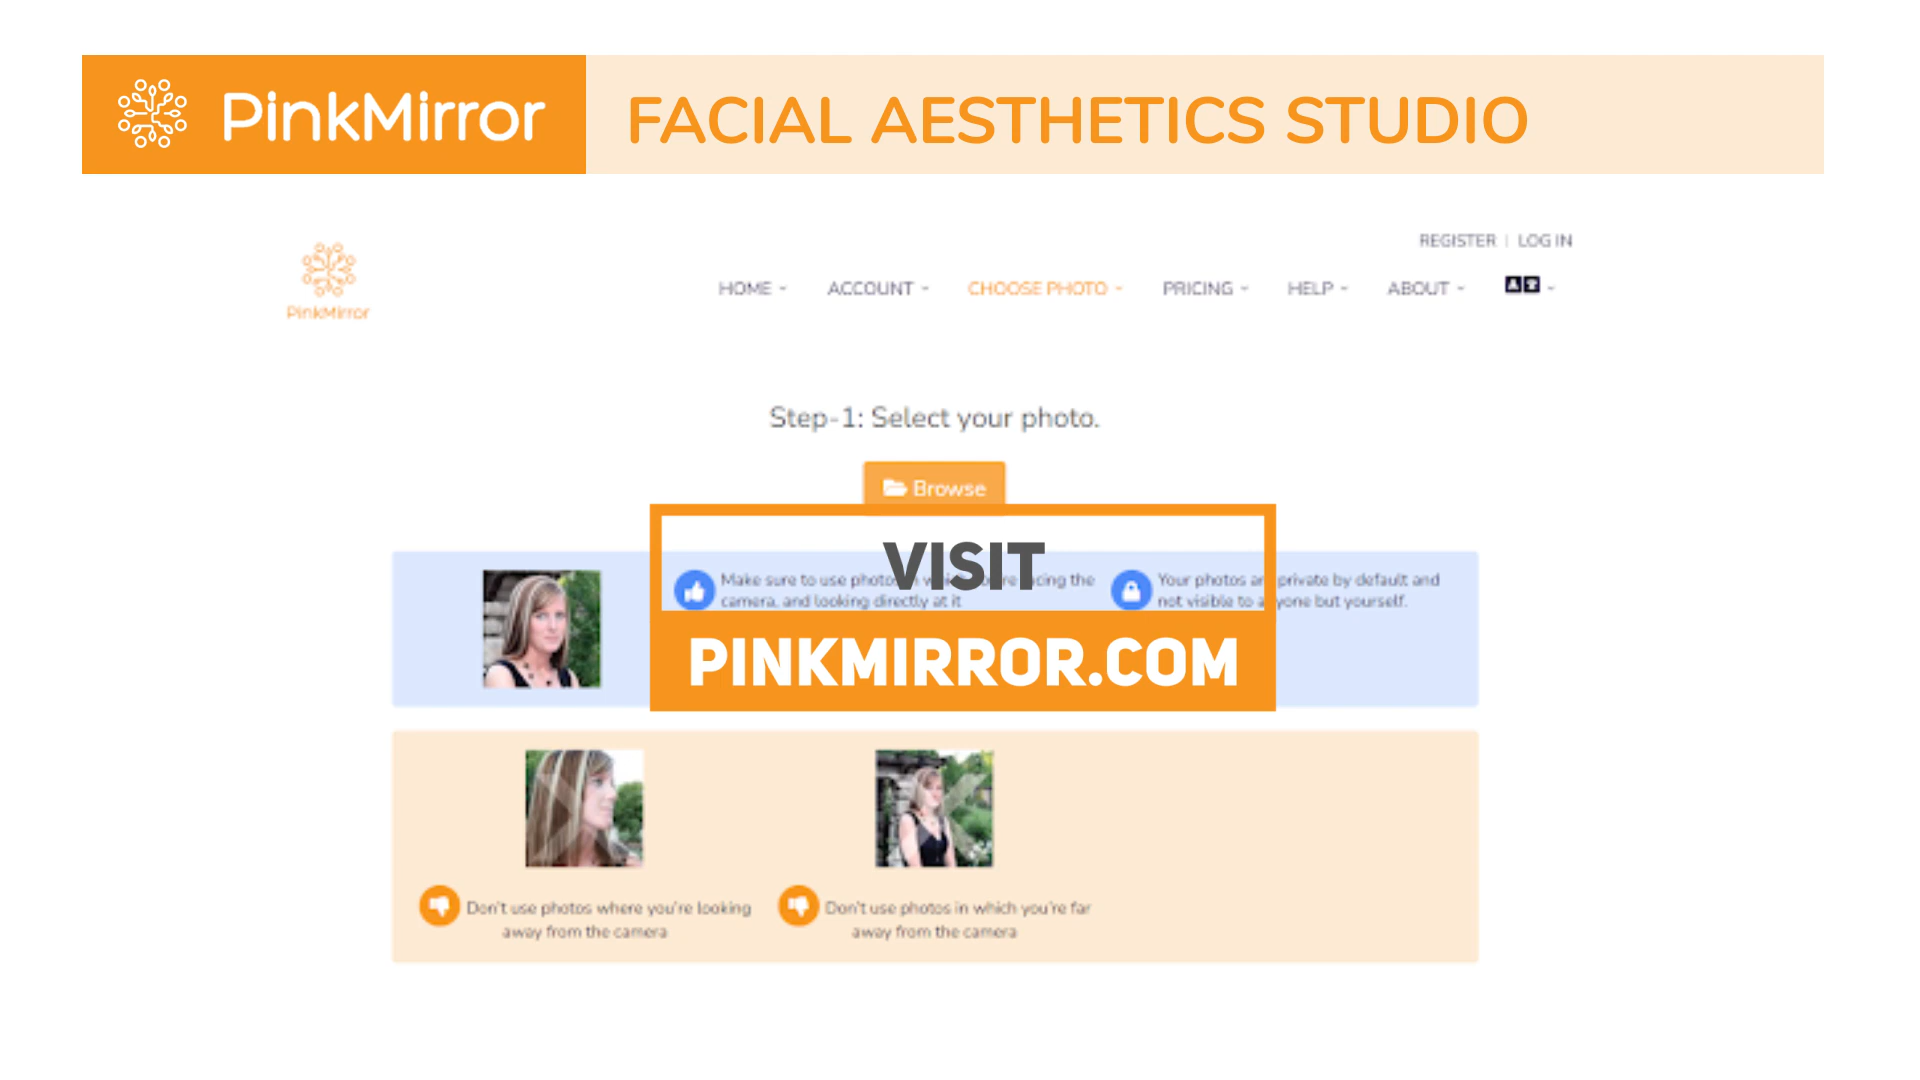 PinkMirror
FACIAL AESTHETICS STUDIO
REGISTER | LOG IN
PinkMirror
HOME
ACCOUNT
CHOOSE PHOTO
PRICING
HELP
ABOUT
Step-1: Select your photo.
Browse
VISIT
Make sure to use photos the
camera, and looking directly at it
Your photos private by default and
not visible to yone but yourself.
PINKMIRROR.COM
Don't use photos where you're looking
away from the camera
Don't use photos in which you're far
away from the camera